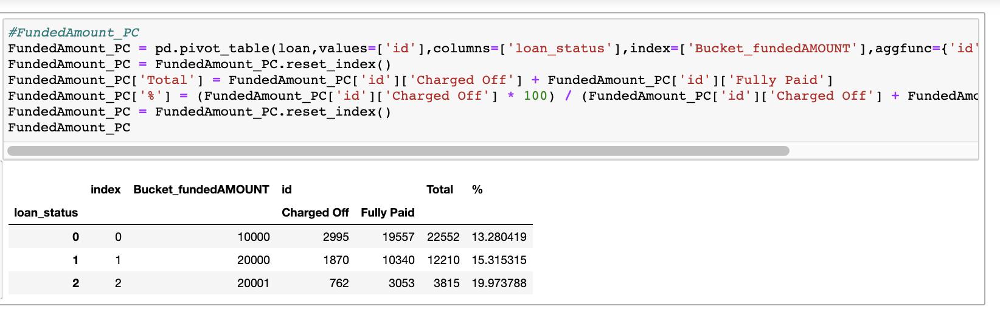 #FundedAmount_PC
FundedAmount_PC = pd.pivot_table(loan,values=['id'],columns=['loan_status'],index=['Bucket_fundedAMOUNT'],aggfunc={'id'
FundedAmount_PC = FundedAmount_PC.reset_index()
FundedAmount_PC['Total'] = FundedAmount_PC['id']['Charged Off'] + FundedAmount_PC['id']['Fully Paid']
FundedAmount_PC['%'] = (FundedAmount_PC['id']['Charged Off'] * 100) / (FundedAmount_PC['id']['Charged Off'] + FundedAmo
FundedAmount_PC = FundedAmount_PC.reset_index()
FundedAmount_PC
index Bucket_fundedAMOUNT id Total %
loan_status Charged Off Fully Paid
0 0 10000 2995 19557 22552 13.280419
1 1 20000 1870 10340 12210 15.315315
2 2 20001 762 3053 3815 19.973788